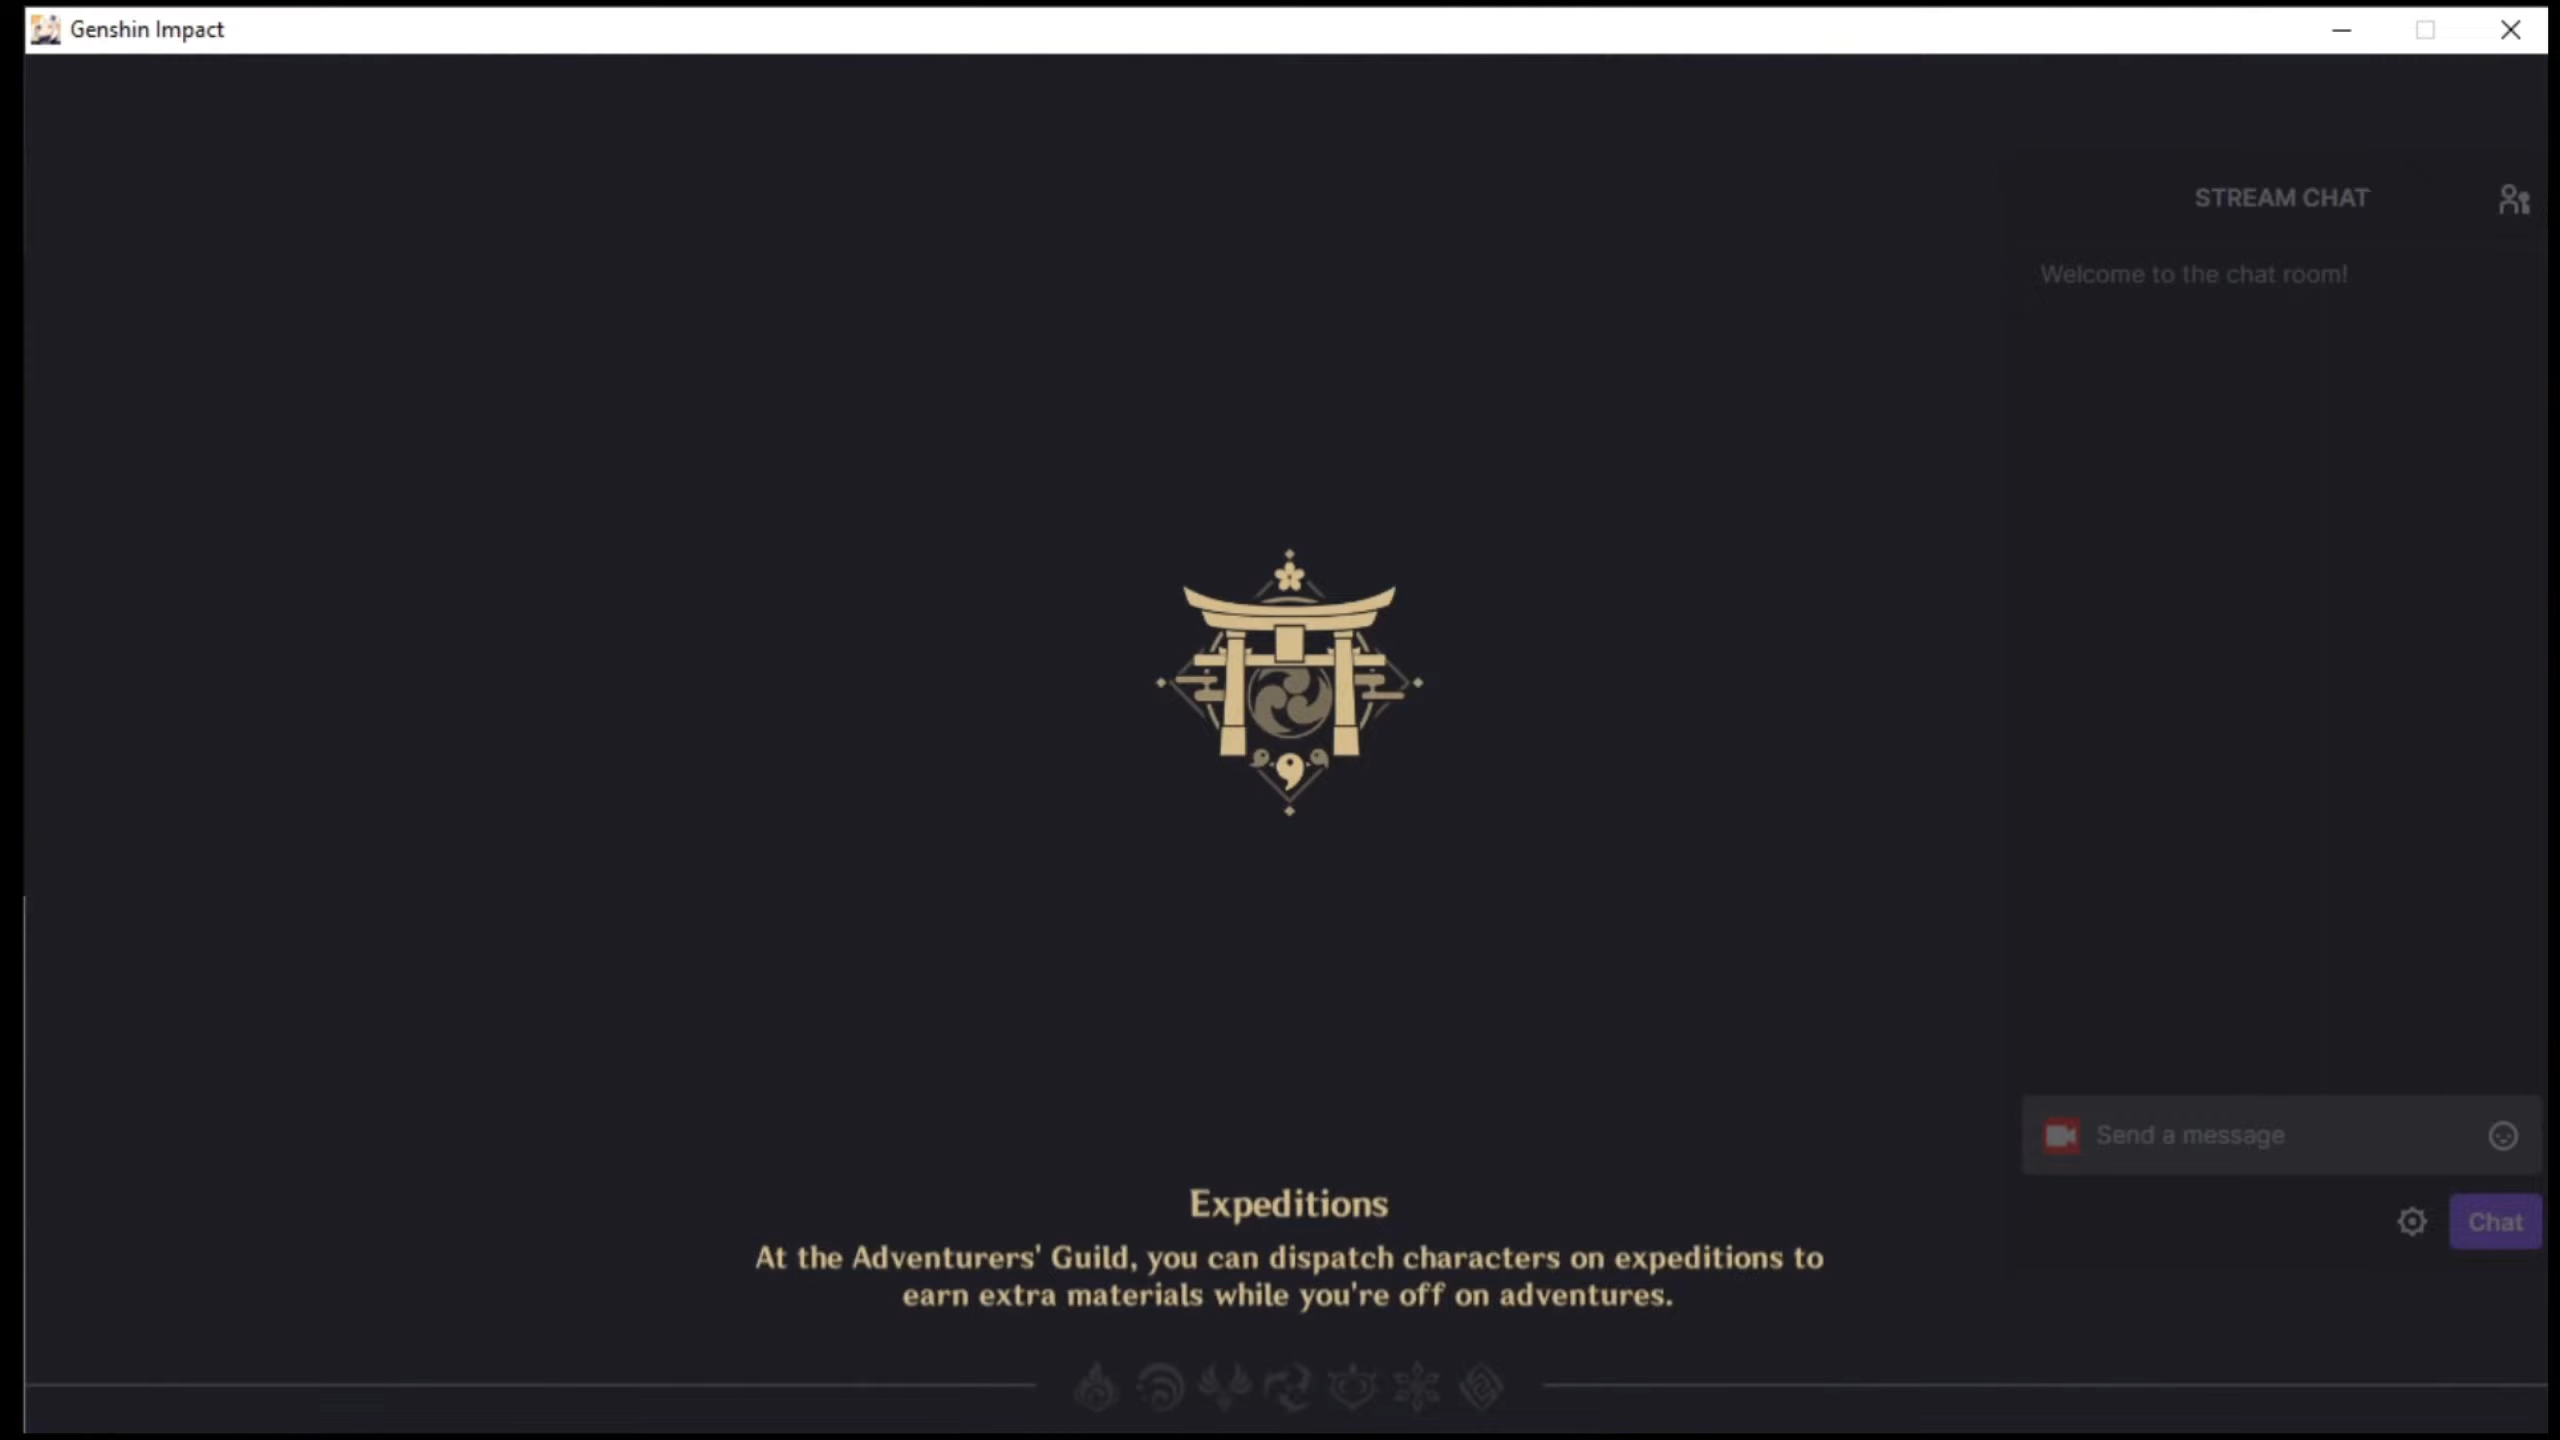 Genshin Impact
STREAM CHAT
Welcome to the chat room!
Send a message
Chat
Expeditions
At the Adventurers' Guild, you can dispatch characters on expeditions to
earn extra materials while you're off on adventures.